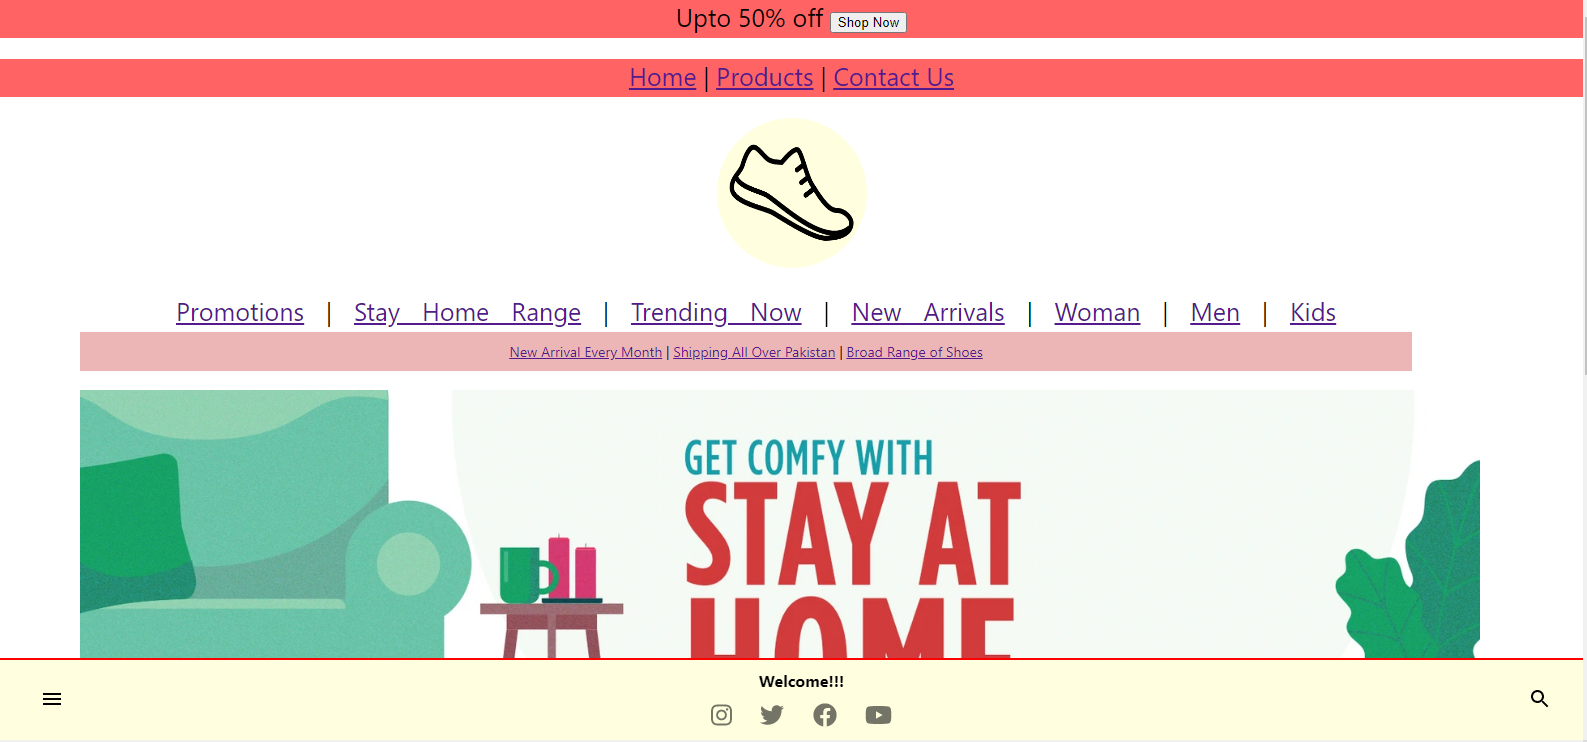 Upto 50% off Shop Now
Home | Products | Contact Us
Promotions | Stay Home Range | Trending Now | New Arrivals | Woman | Men | Kids
New Arrival Every Month | Shipping All Over Pakistan | Broad Range of Shoes
GET COMFY WITH
STAY AT
HOME
Welcome!!!